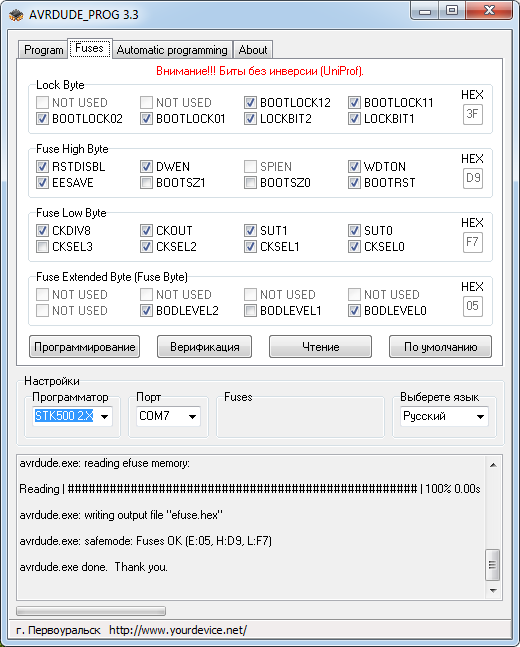 AVRDUDE_PROG 3.3
Program Fuses Automatic programming About
Внимание!!! Биты без инверсии (UniProf).
Lock Byte
HEX
NOT USED NOT USED BOOTLOCK12 BOOTLOCK11
BOOTLOCK02 BOOTLOCK01 LOCKBIT2 LOCKBIT1
3F
Fuse High Byte
HEX
RSTDISBL DWEN SPIEN WDTON
EESAVE BOOTSZ1 BOOTSZ0 BOOTRST
D9
Fuse Low Byte
HEX
CKDIV8 CKOUT SUT1 SUT0
CKSEL3 CKSEL2 CKSEL1 CKSEL0
F7
Fuse Extended Byte (Fuse Byte)
HEX
NOT USED NOT USED NOT USED NOT USED
NOT USED BODLEVEL2 BODLEVEL1 BODLEVEL0
05
Программирование Верификация Чтение По умолчанию
Настройки
Программатор Порт Fuses Выберете язык
STK500 2.X COM7 Русский
avrdude.exe: reading efuse memory:
Reading | ################################################## | 100% 0.00s
avrdude.exe: writing output file "efuse.hex"
avrdude.exe: safemode: Fuses OK (E:05, H:D9, L:F7)
avrdude.exe done. Thank you.
г. Первоуральск http://www.yourdevice.net/